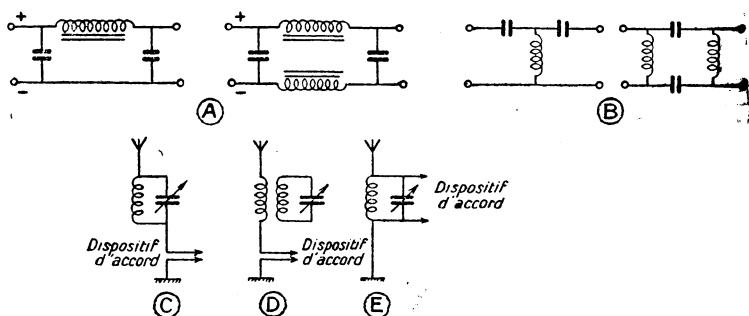 +
+
−
−
A
B
Dispositif
d'accord
Dispositif
d'accord
Dispositif
d'accord
C
D
E